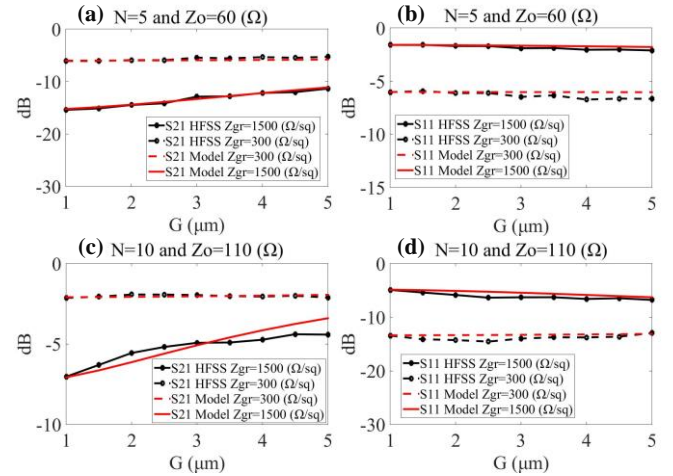 (a) N=5 and Zo=60 (Ω)
0
-10
-20
-30
dB
S21 HFSS Zgr=1500 (Ω/sq)
S21 HFSS Zgr=300 (Ω/sq)
S21 Model Zgr=300 (Ω/sq)
S21 Model Zgr=1500 (Ω/sq)
1 2 3 4 5
G (μm)
(b) N=5 and Zo=60 (Ω)
0
-5
-10
-15
dB
S11 HFSS Zgr=1500 (Ω/sq)
S11 HFSS Zgr=300 (Ω/sq)
S11 Model Zgr=300 (Ω/sq)
S11 Model Zgr=1500 (Ω/sq)
1 2 3 4 5
G (μm)
(c) N=10 and Zo=110 (Ω)
0
-5
-10
dB
S21 HFSS Zgr=1500 (Ω/sq)
S21 HFSS Zgr=300 (Ω/sq)
S21 Model Zgr=300 (Ω/sq)
S21 Model Zgr=1500 (Ω/sq)
1 2 3 4 5
G (μm)
(d) N=10 and Zo=110 (Ω)
0
-10
-20
-30
dB
S11 HFSS Zgr=1500 (Ω/sq)
S11 HFSS Zgr=300 (Ω/sq)
S11 Model Zgr=300 (Ω/sq)
S11 Model Zgr=1500 (Ω/sq)
1 2 3 4 5
G (μm)